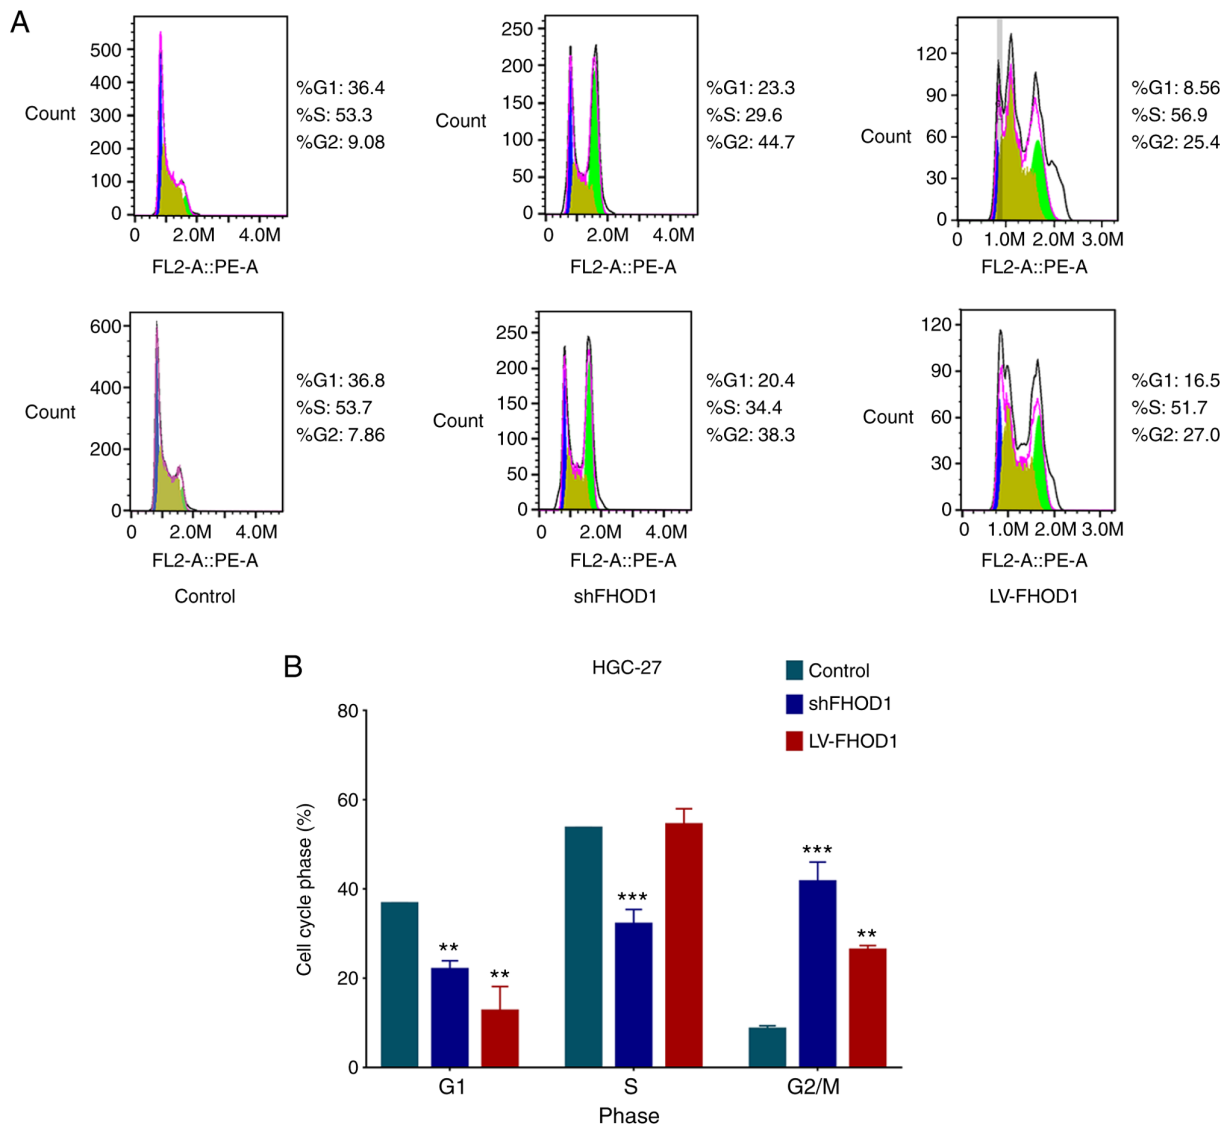 A
500
400
300
200
100
0
Count
0
2.0M
4.0M
FL2-A::PE-A
%G1: 36.4
%S: 53.3
%G2: 9.08
250
200
150
100
50
0
Count
0
2.0M
4.0M
FL2-A::PE-A
%G1: 23.3
%S: 29.6
%G2: 44.7
120
90
60
30
0
Count
0
1.0M
2.0M
3.0M
FL2-A::PE-A
%G1: 8.56
%S: 56.9
%G2: 25.4
600
400
200
0
Count
0
2.0M
4.0M
FL2-A::PE-A
%G1: 36.8
%S: 53.7
%G2: 7.86
Control
250
200
150
100
50
0
Count
0
2.0M
4.0M
FL2-A::PE-A
%G1: 20.4
%S: 34.4
%G2: 38.3
shFHOD1
120
90
60
30
0
Count
0
1.0M
2.0M
3.0M
FL2-A::PE-A
%G1: 16.5
%S: 51.7
%G2: 27.0
LV-FHOD1
B
HGC-27
Control
shFHOD1
LV-FHOD1
80
60
40
20
0
Cell cycle phase (%)
**
**
***
***
**
G1
S
G2/M
Phase